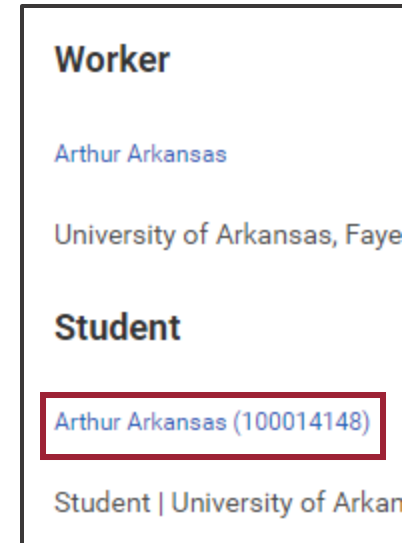 Worker
Arthur Arkansas
University of Arkansas, Faye
Student
Arthur Arkansas (100014148)
Student | University of Arkan